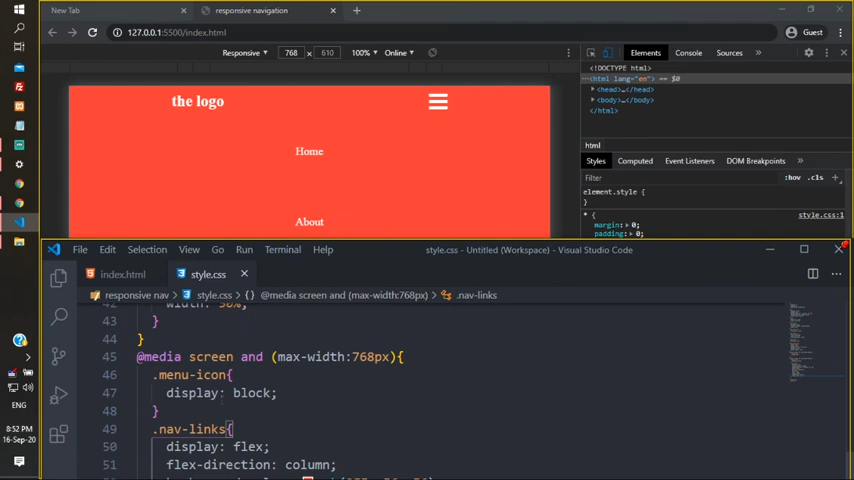 New Tab
responsive navigation
127.0.0.1:5500/index.html
Guest
Responsive 768 610 100% Online
Elements Console Sources
<!DOCTYPE html>
<html lang="en"> == $0
<head>…</head>
<body>…</body>
</html>
html
Styles Computed Event Listeners DOM Breakpoints
Filter :hov .cls
element.style {
}
* { style.css:1
margin: 0;
padding: 0;
the logo
Home
About
File Edit Selection View Go Run Terminal Help
style.css - Untitled (Workspace) - Visual Studio Code
index.html style.css
responsive nav > style.css > {} @media screen and (max-width:768px) > .nav-links
43 }
44 }
45 @media screen and (max-width:768px){
46 .menu-icon{
47 display: block;
48 }
49 .nav-links{
50 display: flex;
51 flex-direction: column;
ENG
8:52 PM
16-Sep-20